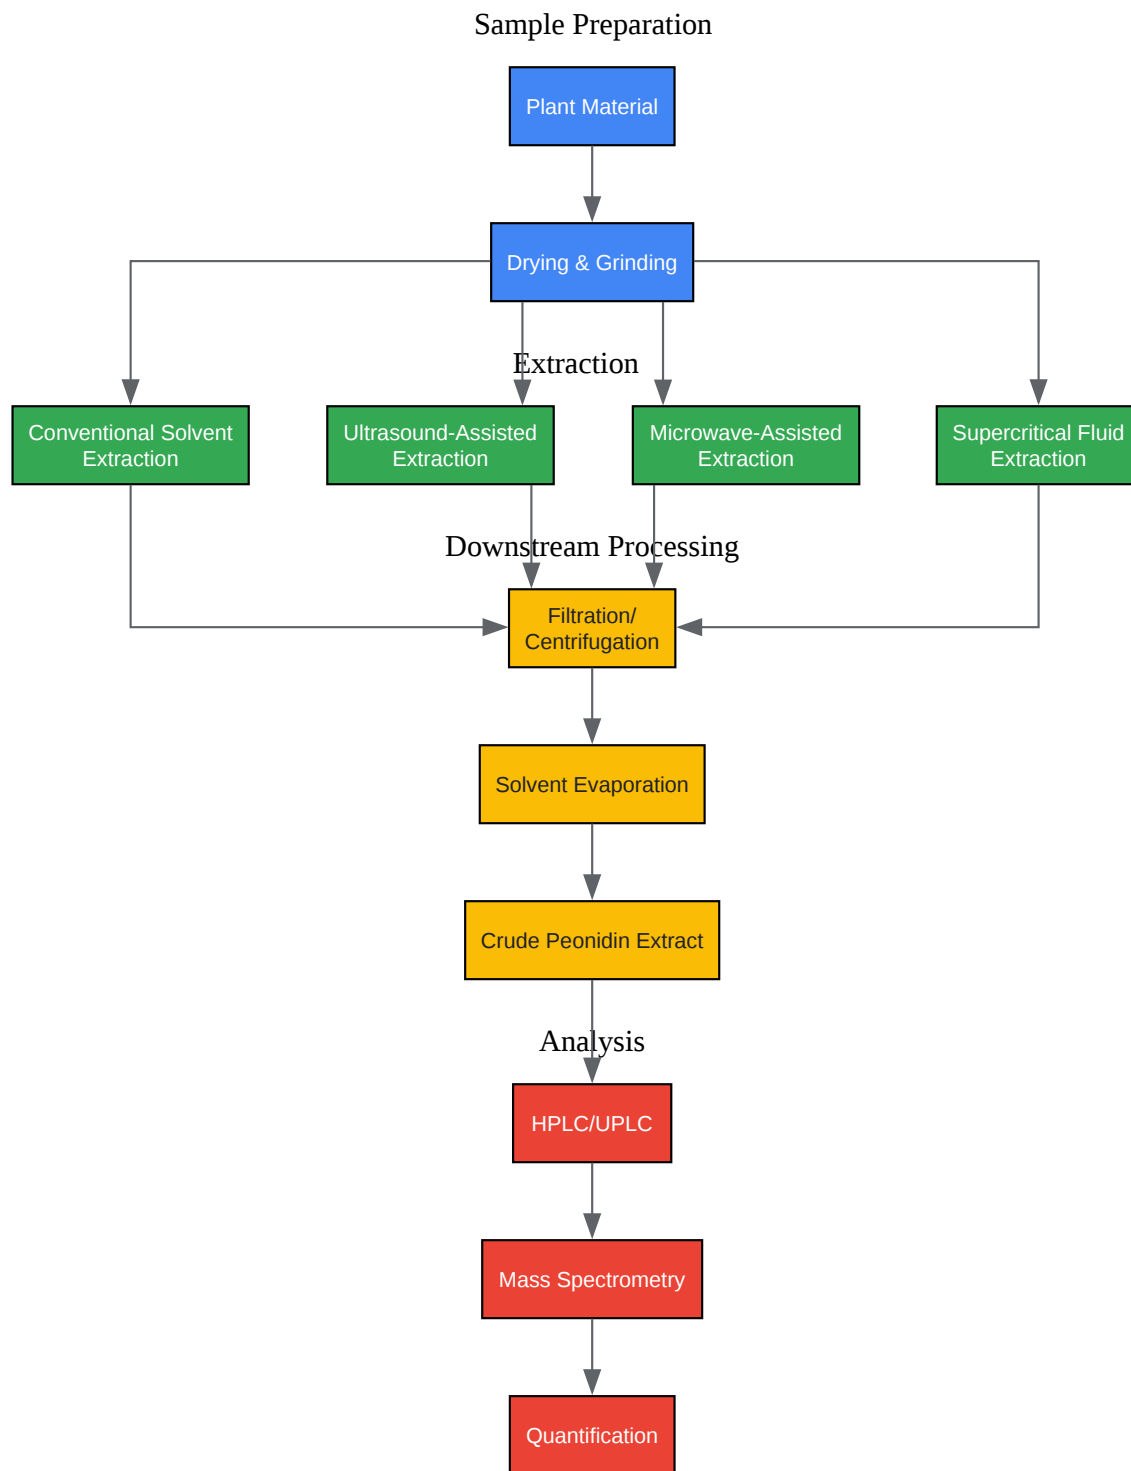 Sample Preparation
Plant Material
Drying & Grinding
Extraction
Conventional Solvent
Extraction
Ultrasound-Assisted
Extraction
Microwave-Assisted
Extraction
Supercritical Fluid
Extraction
Downstream Processing
Filtration/
Centrifugation
Solvent Evaporation
Crude Peonidin Extract
Analysis
HPLC/UPLC
Mass Spectrometry
Quantification